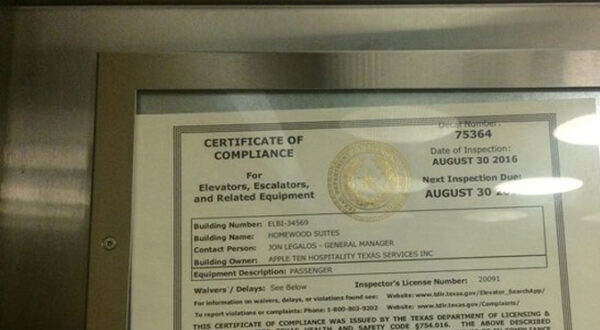 Decal Number:
75364
CERTIFICATE OF
COMPLIANCE
Date of Inspection:
AUGUST 30 2016
For
Elevators, Escalators,
and Related Equipment
Next Inspection Due:
AUGUST 30
Building Number: ELBI-34569
Building Name: HOMEWOOD SUITES
Contact Person: JON LEGALOS - GENERAL MANAGER
Building Owner: APPLE TEN HOSPITALITY TEXAS SERVICES INC
Equipment Description: PASSENGER
Waivers / Delays: See Below Inspector's License Number: 20091
For information on waivers, delays, or violations found see: Website: www.tdlr.texas.gov/Elevator_SearchApp/
To report violations or complaints: Phone: 1-800-803-9202 Website: www.tdlr.texas.gov/Complaints/
THIS CERTIFICATE OF COMPLIANCE WAS ISSUED BY THE TEXAS DEPARTMENT OF LICENSING &
HEALTH AND SAFETY CODE §754.016. THE ABOVE DESCRIBED
COMPLIANCE